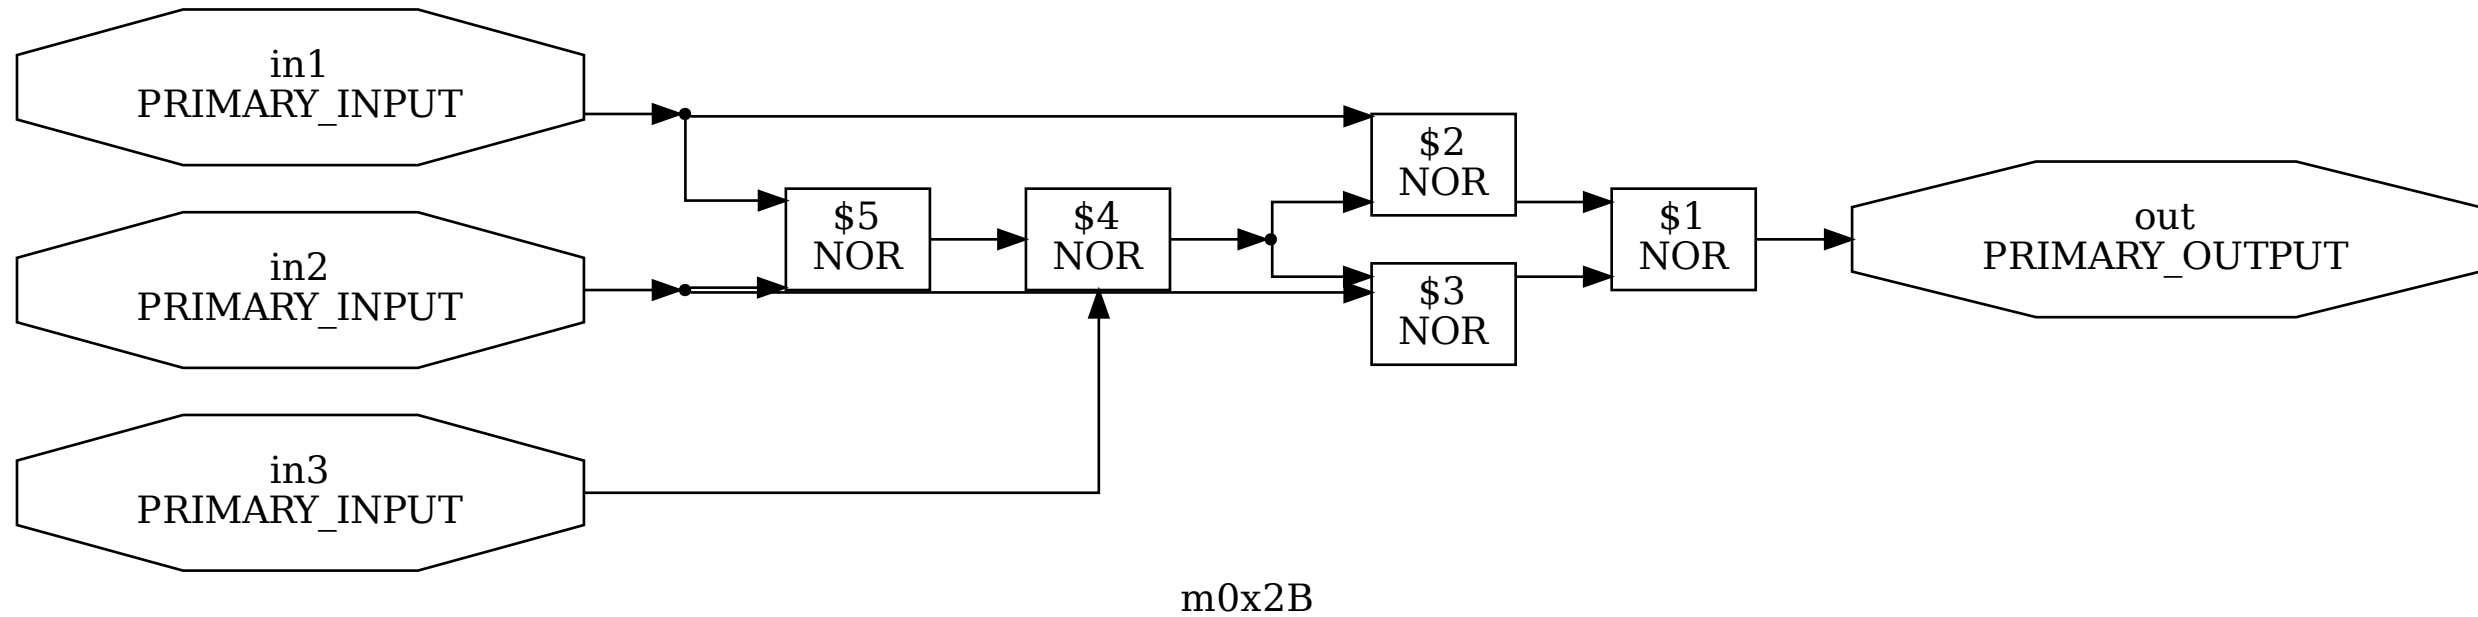 in1
PRIMARY_INPUT
in2
PRIMARY_INPUT
in3
PRIMARY_INPUT
$5
NOR
$4
NOR
$2
NOR
$3
NOR
$1
NOR
out
PRIMARY_OUTPUT
m0x2B